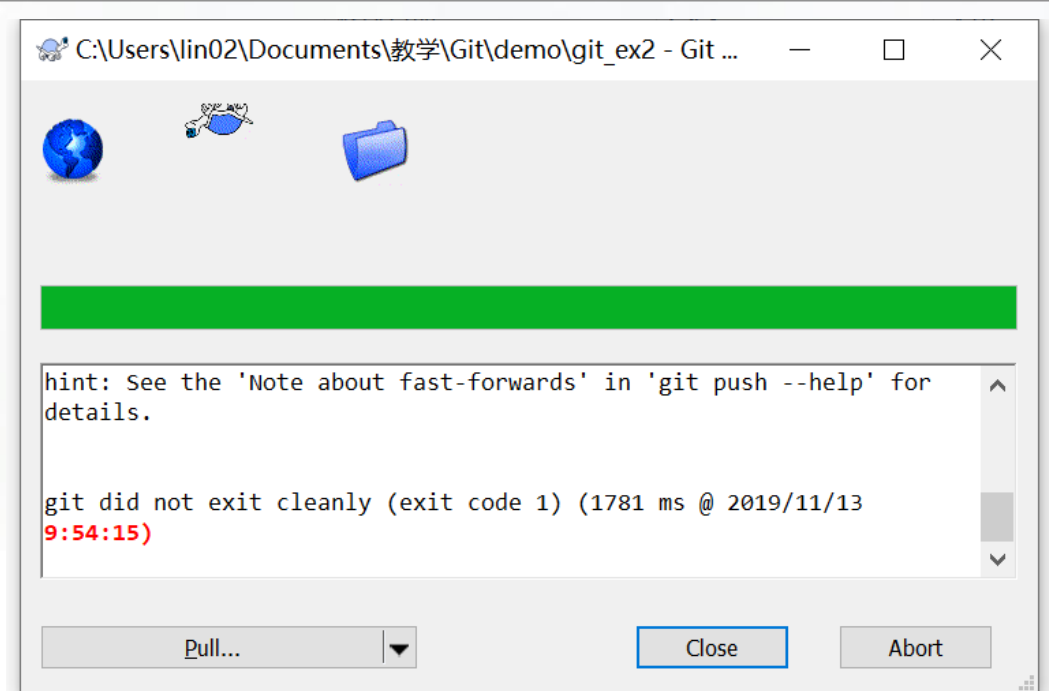 C:\Users\lin02\Documents\教学\Git\demo\git_ex2 - Git ...
hint: See the 'Note about fast-forwards' in 'git push --help' for
details.
git did not exit cleanly (exit code 1) (1781 ms @ 2019/11/13
9:54:15)
Pull...
Close
Abort